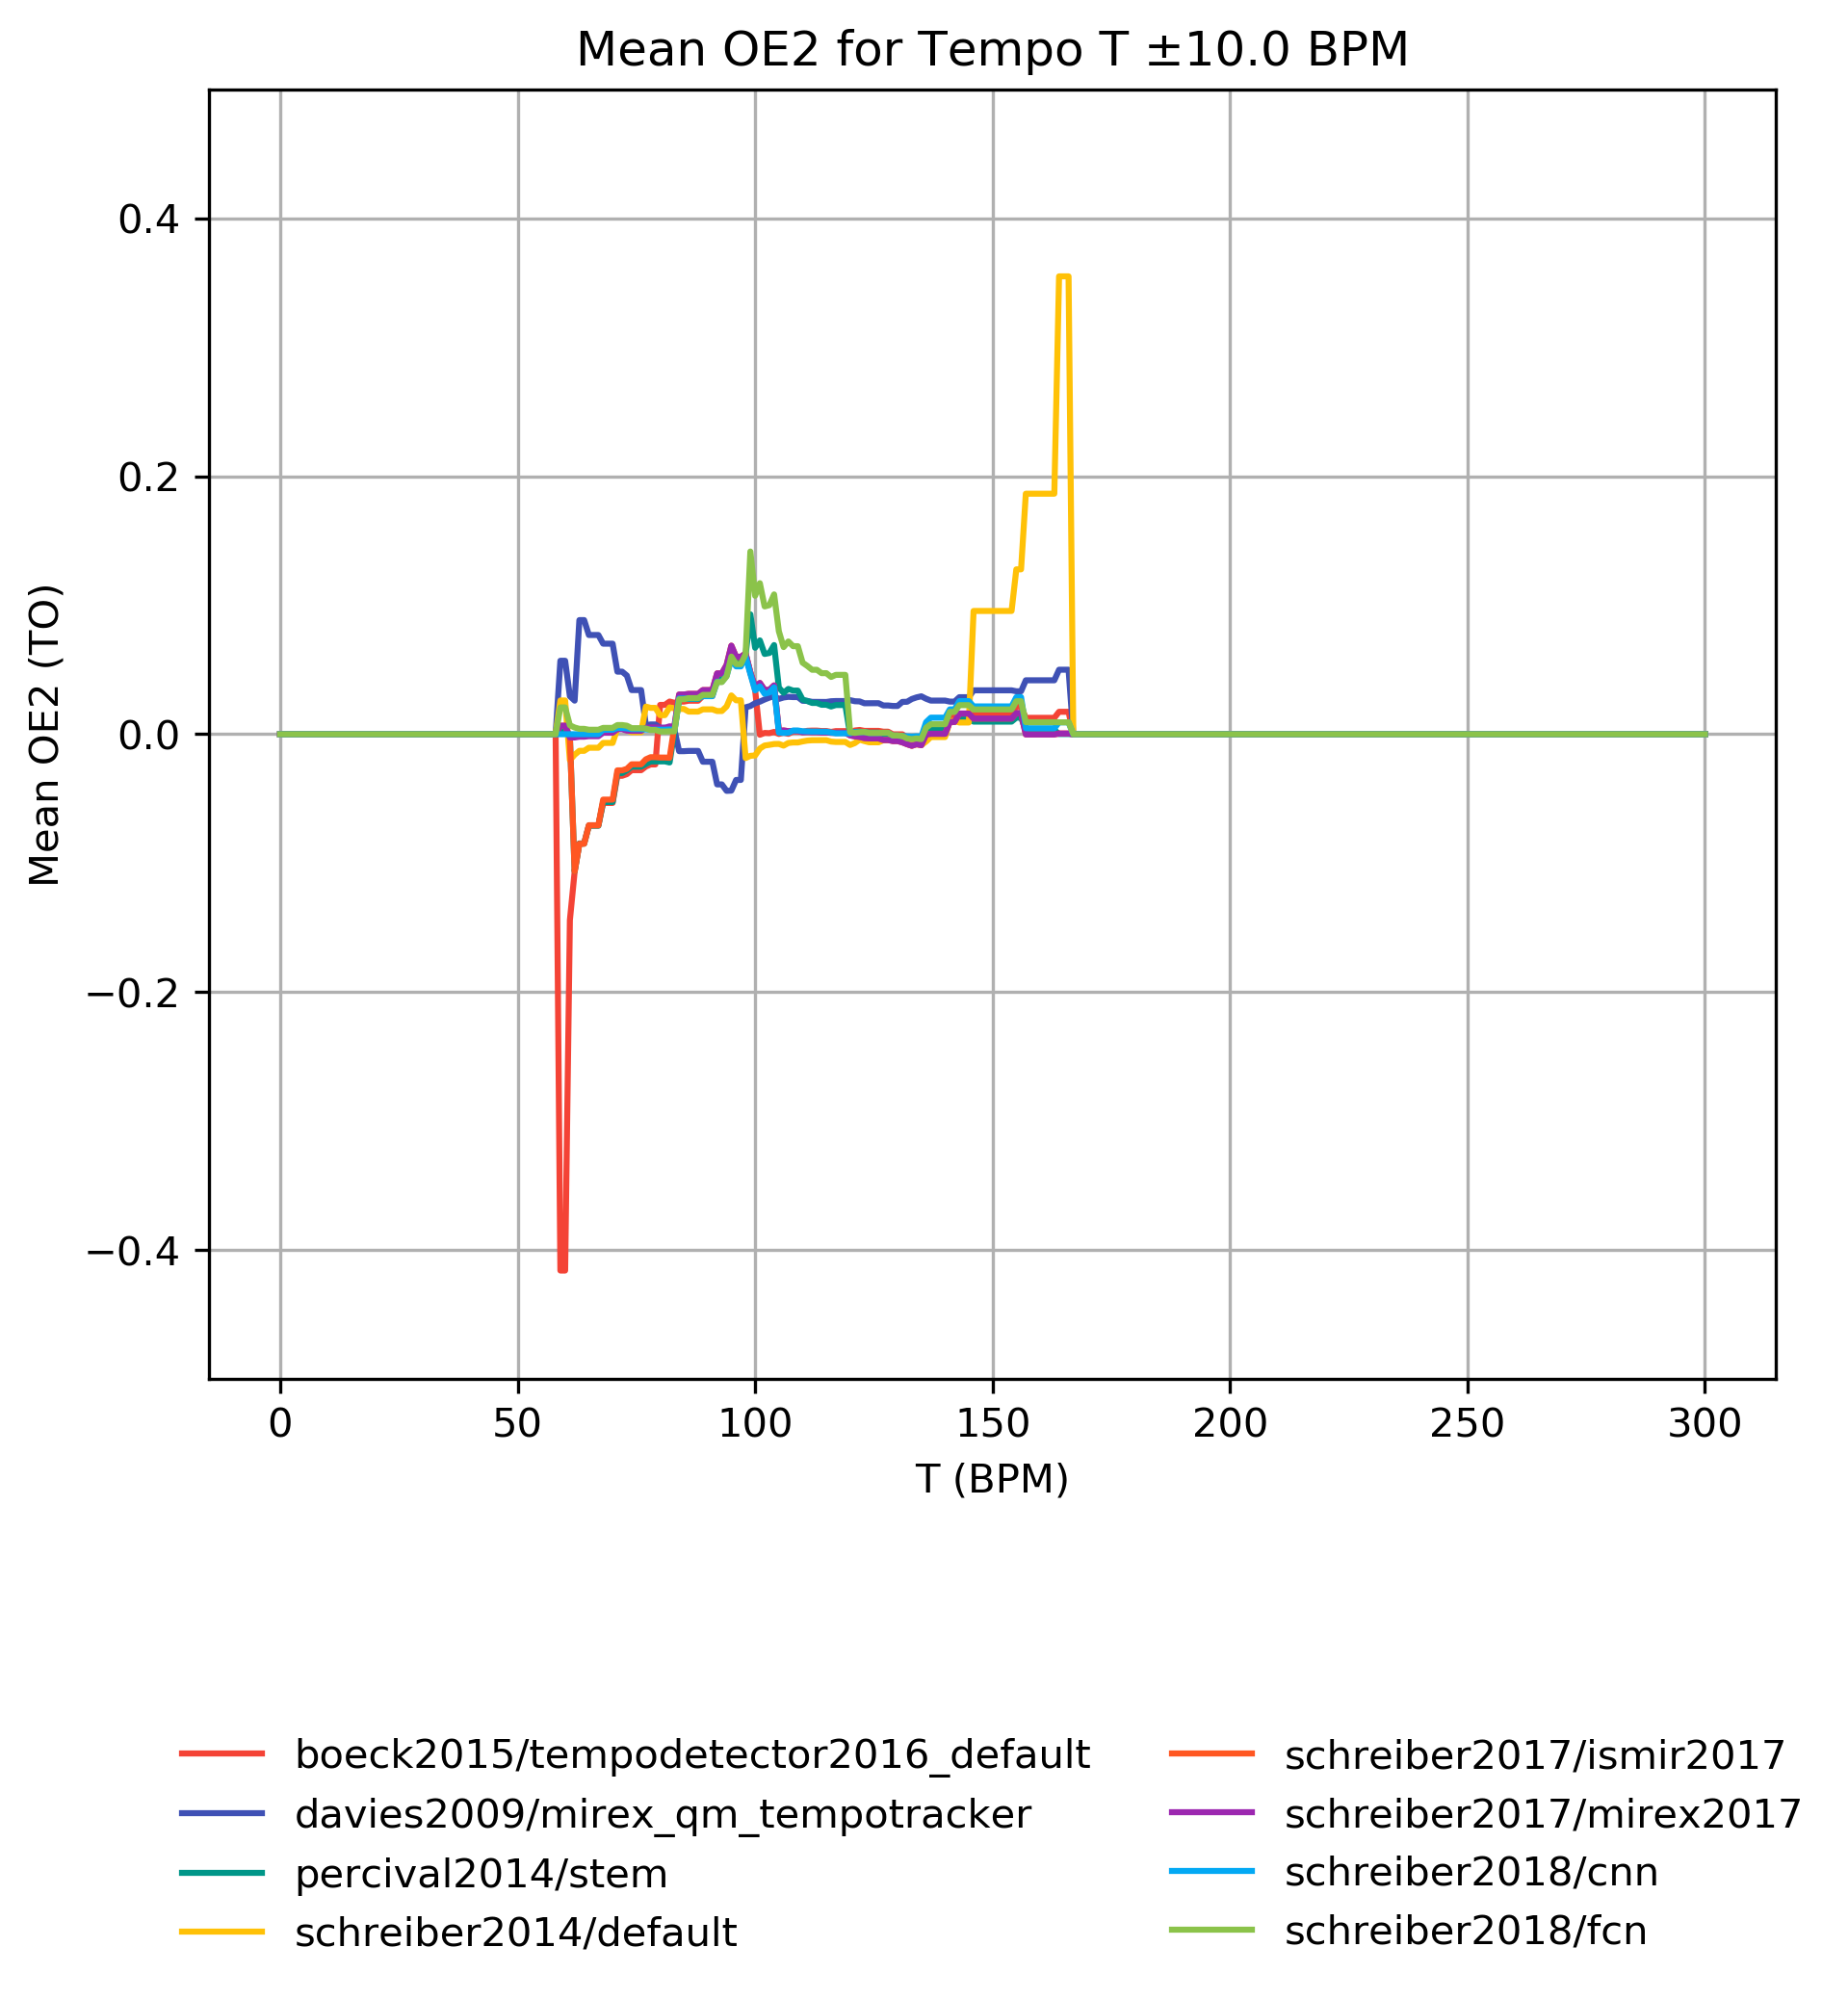 Mean OE2 for Tempo T ±10.0 BPM
0.4
0.2
0.0
−0.2
−0.4
Mean OE2 (TO)
0 50 100 150 200 250 300
T (BPM)
boeck2015/tempodetector2016_default
davies2009/mirex_qm_tempotracker
percival2014/stem
schreiber2014/default
schreiber2017/ismir2017
schreiber2017/mirex2017
schreiber2018/cnn
schreiber2018/fcn